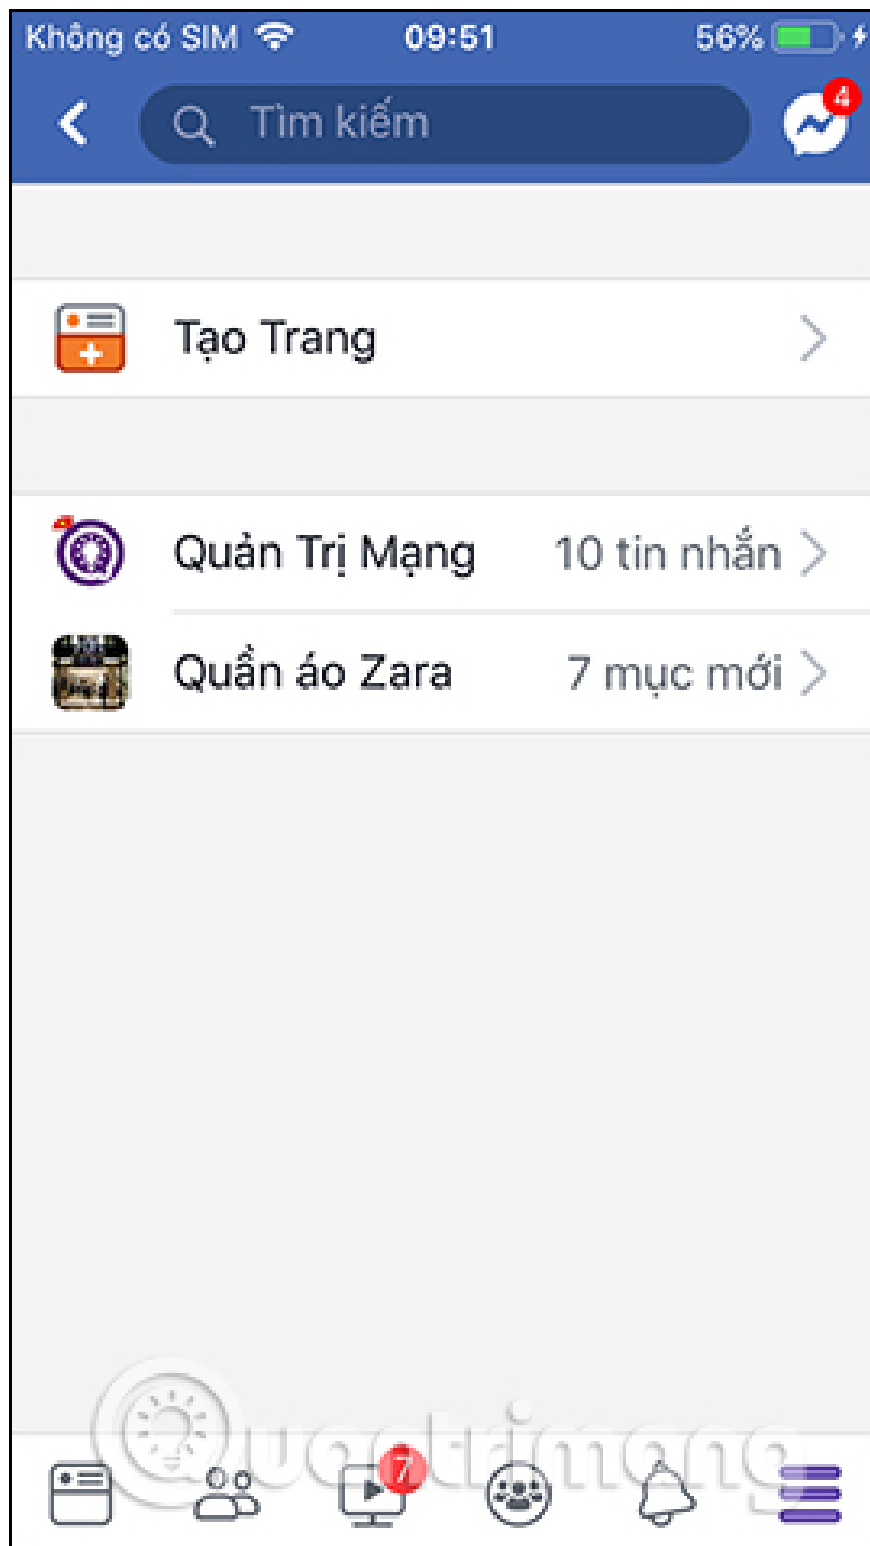 Không có SIM 09:51 56%
Tìm kiếm 4
Tạo Trang
Quản Trị Mạng 10 tin nhắn
Quần áo Zara 7 mục mới
Quantrimang
7